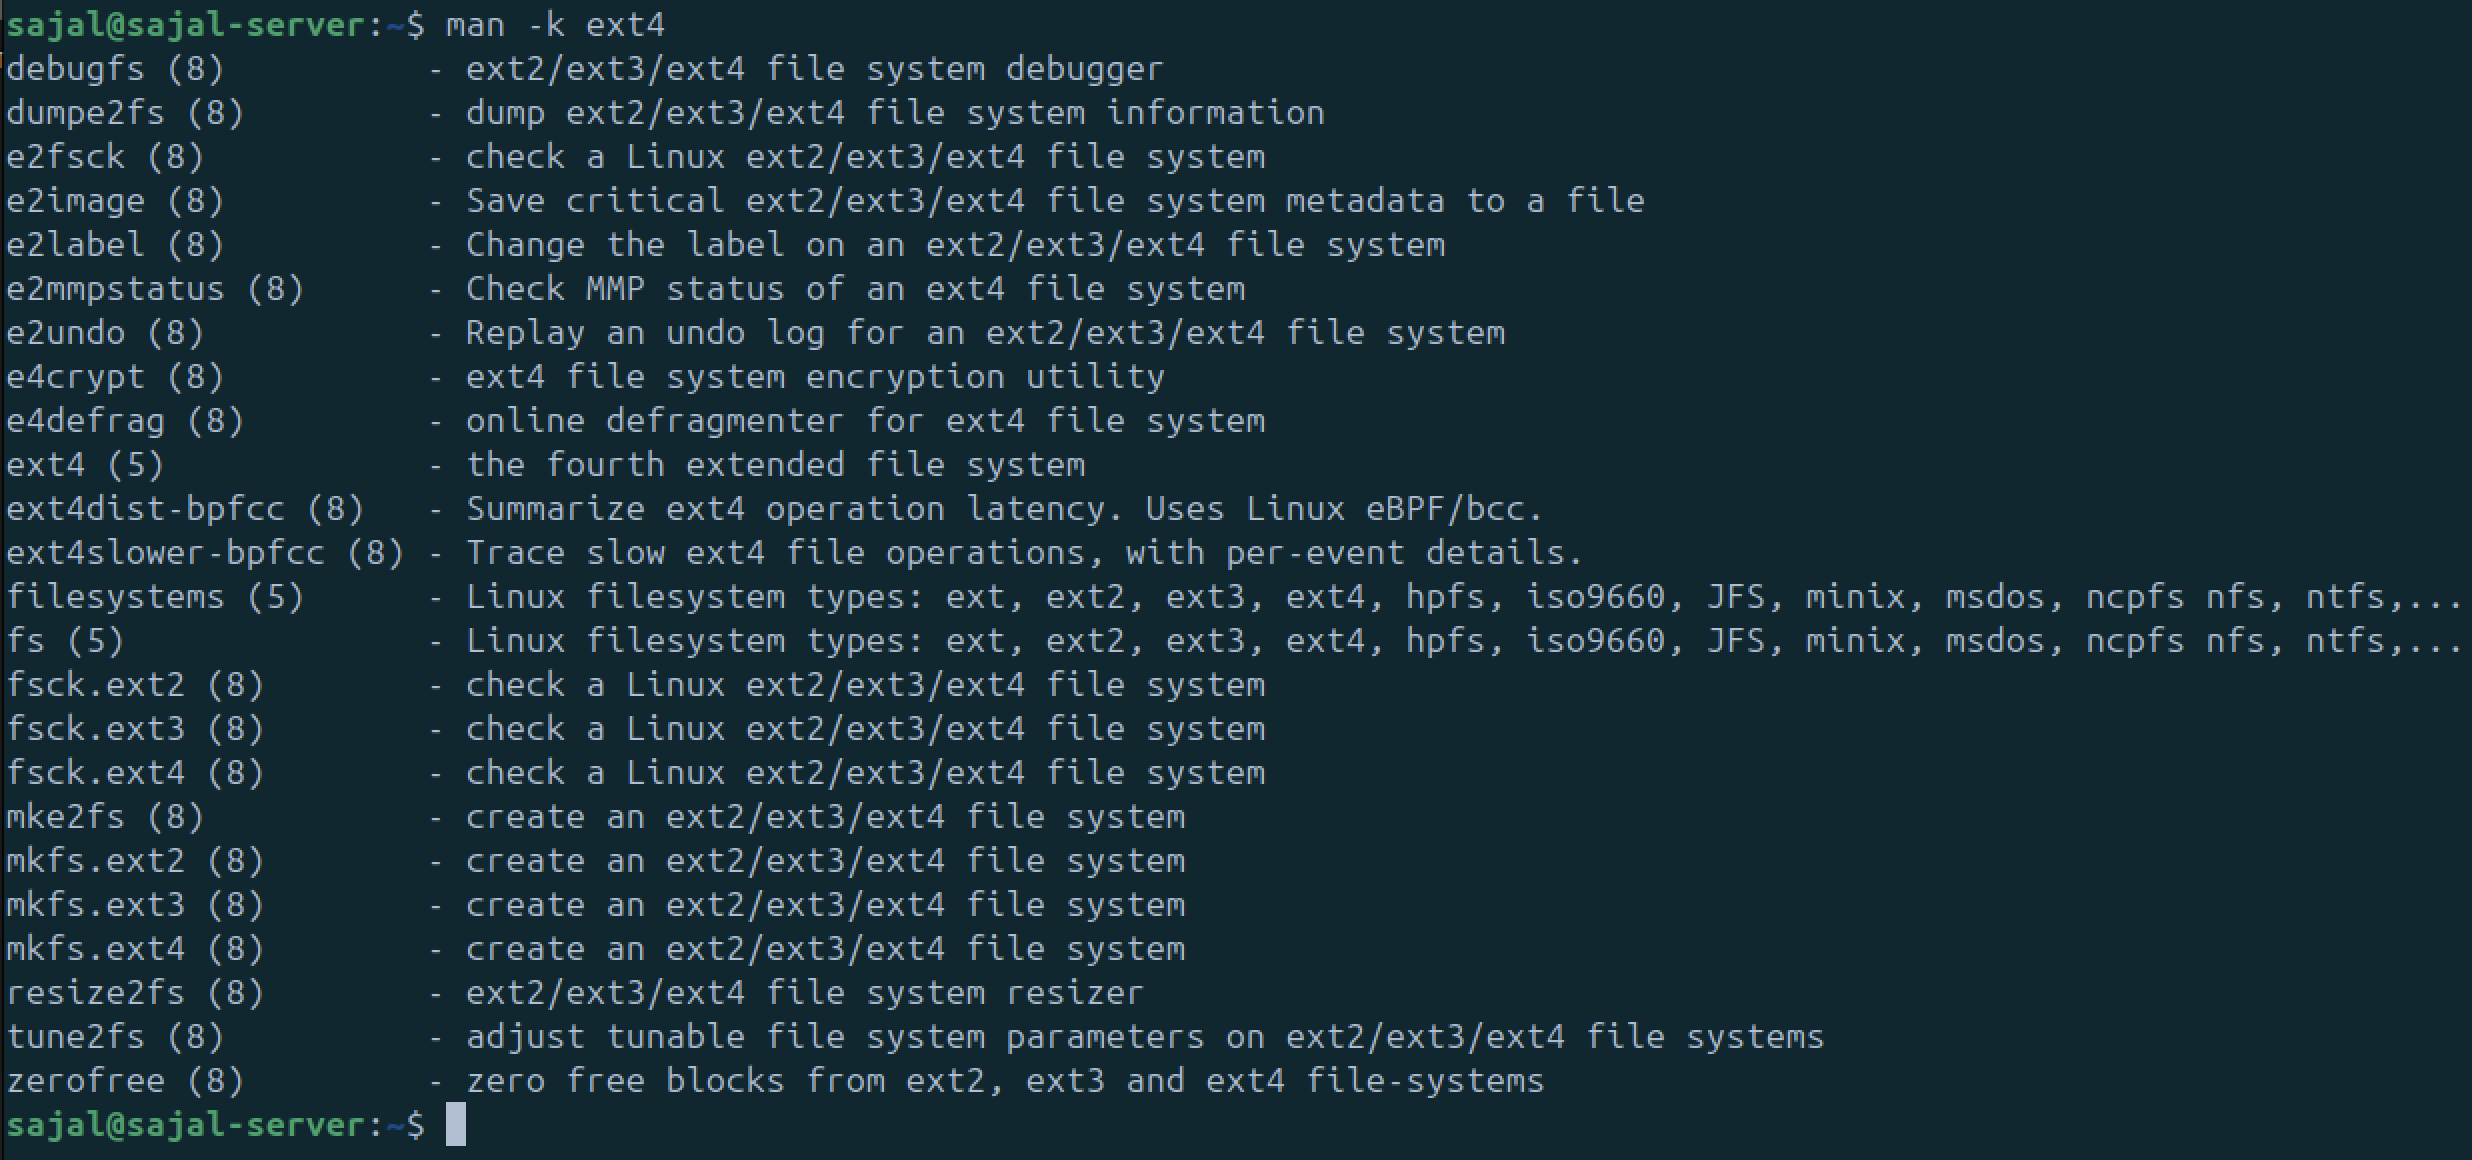 sajal@sajal-server:~$ man -k ext4
debugfs (8)          - ext2/ext3/ext4 file system debugger
dumpe2fs (8)         - dump ext2/ext3/ext4 file system information
e2fsck (8)           - check a Linux ext2/ext3/ext4 file system
e2image (8)          - Save critical ext2/ext3/ext4 file system metadata to a file
e2label (8)          - Change the label on an ext2/ext3/ext4 file system
e2mmpstatus (8)      - Check MMP status of an ext4 file system
e2undo (8)           - Replay an undo log for an ext2/ext3/ext4 file system
e4crypt (8)          - ext4 file system encryption utility
e4defrag (8)         - online defragmenter for ext4 file system
ext4 (5)             - the fourth extended file system
ext4dist-bpfcc (8)   - Summarize ext4 operation latency. Uses Linux eBPF/bcc.
ext4slower-bpfcc (8) - Trace slow ext4 file operations, with per-event details.
filesystems (5)      - Linux filesystem types: ext, ext2, ext3, ext4, hpfs, iso9660, JFS, minix, msdos, ncpfs nfs, ntfs,...
fs (5)               - Linux filesystem types: ext, ext2, ext3, ext4, hpfs, iso9660, JFS, minix, msdos, ncpfs nfs, ntfs,...
fsck.ext2 (8)        - check a Linux ext2/ext3/ext4 file system
fsck.ext3 (8)        - check a Linux ext2/ext3/ext4 file system
fsck.ext4 (8)        - check a Linux ext2/ext3/ext4 file system
mke2fs (8)           - create an ext2/ext3/ext4 file system
mkfs.ext2 (8)        - create an ext2/ext3/ext4 file system
mkfs.ext3 (8)        - create an ext2/ext3/ext4 file system
mkfs.ext4 (8)        - create an ext2/ext3/ext4 file system
resize2fs (8)        - ext2/ext3/ext4 file system resizer
tune2fs (8)          - adjust tunable file system parameters on ext2/ext3/ext4 file systems
zerofree (8)         - zero free blocks from ext2, ext3 and ext4 file-systems
sajal@sajal-server:~$